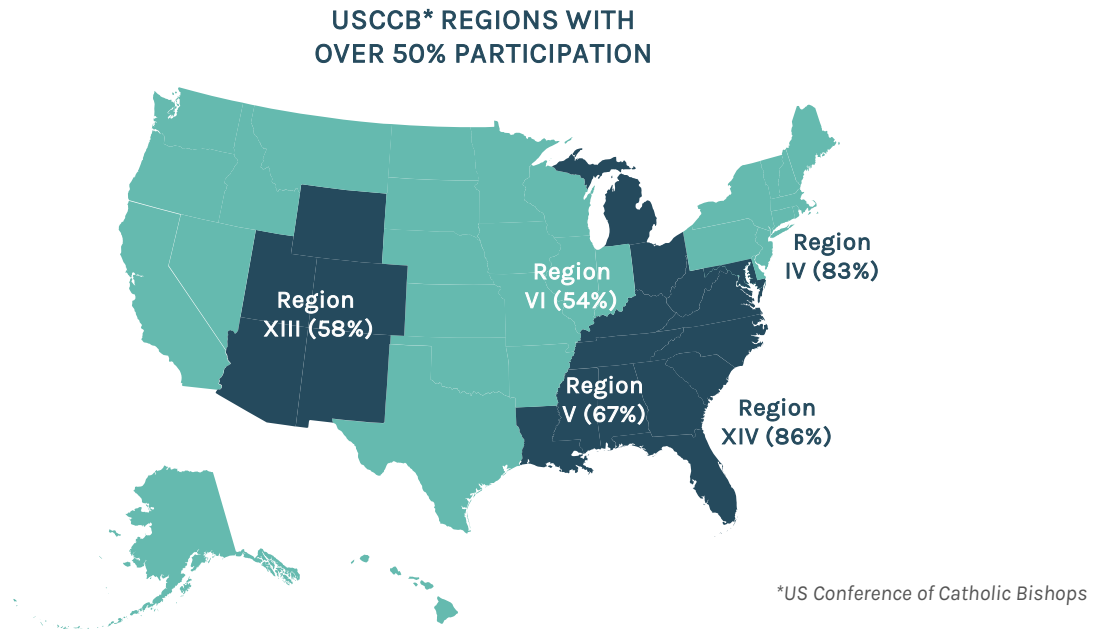 USCCB* REGIONS WITH
OVER 50% PARTICIPATION
Region
IV (83%)
Region
VI (54%)
Region
XIII (58%)
Region
V (67%)
Region
XIV (86%)
*US Conference of Catholic Bishops